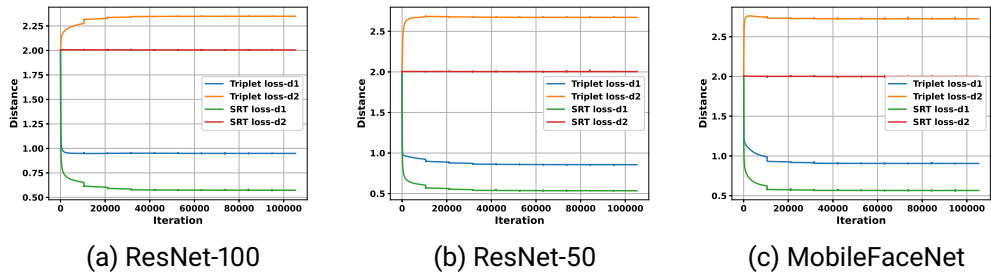 2.25
2.00
1.75
1.50
1.25
1.00
0.75
0.50
Distance
0
20000
40000
60000
80000
100000
Iteration
Triplet loss-d1
Triplet loss-d2
SRT loss-d1
SRT loss-d2
(a) ResNet-100
2.5
2.0
1.5
1.0
0.5
Distance
0
20000
40000
60000
80000
100000
Iteration
Triplet loss-d1
Triplet loss-d2
SRT loss-d1
SRT loss-d2
(b) ResNet-50
2.5
2.0
1.5
1.0
0.5
Distance
0
20000
40000
60000
80000
100000
Iteration
Triplet loss-d1
Triplet loss-d2
SRT loss-d1
SRT loss-d2
(c) MobileFaceNet